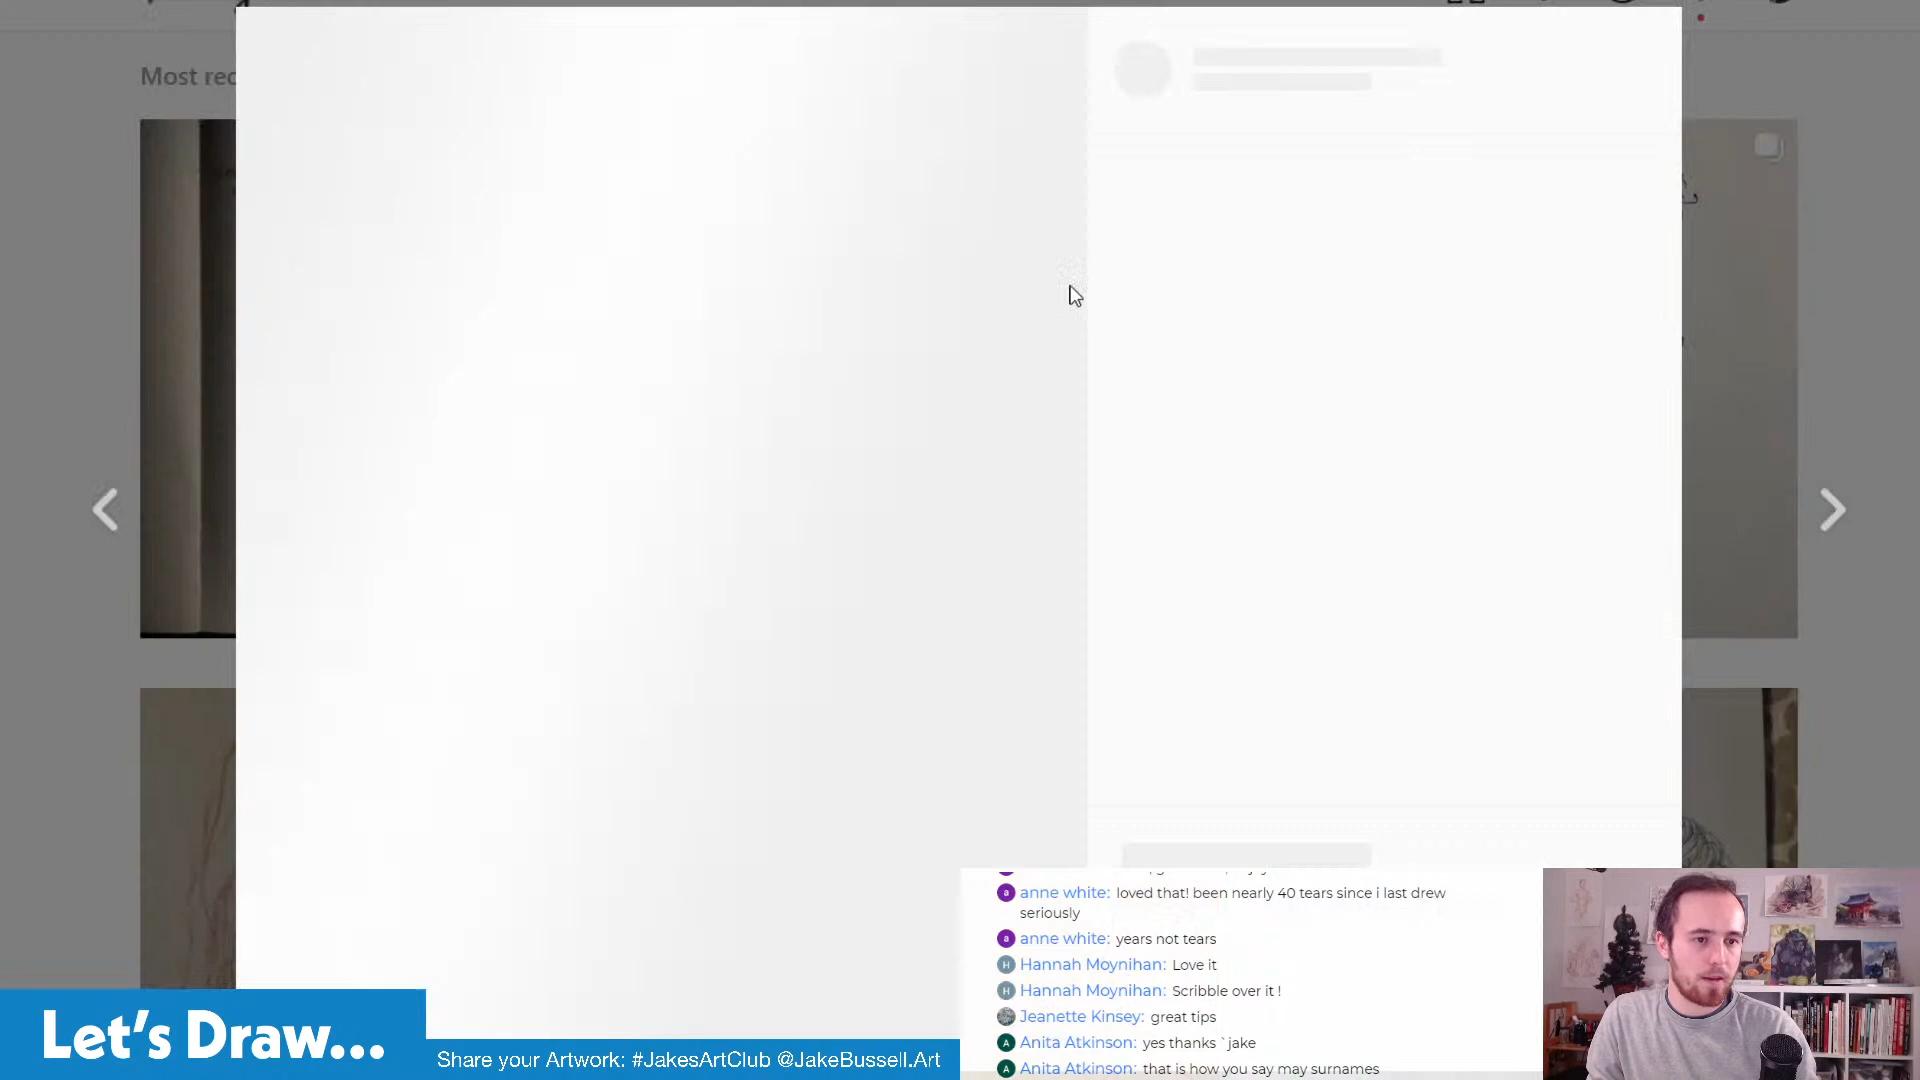 Most rec
anne white: loved that! been nearly 40 tears since i last drew
seriously
anne white: years not tears
Hannah Moynihan: Love it
Hannah Moynihan: Scribble over it !
Jeanette Kinsey: great tips
Anita Atkinson: yes thanks `jake
Anita Atkinson: that is how you say may surnames
Let's Draw...
Share your Artwork: #JakesArtClub @JakeBussell.Art